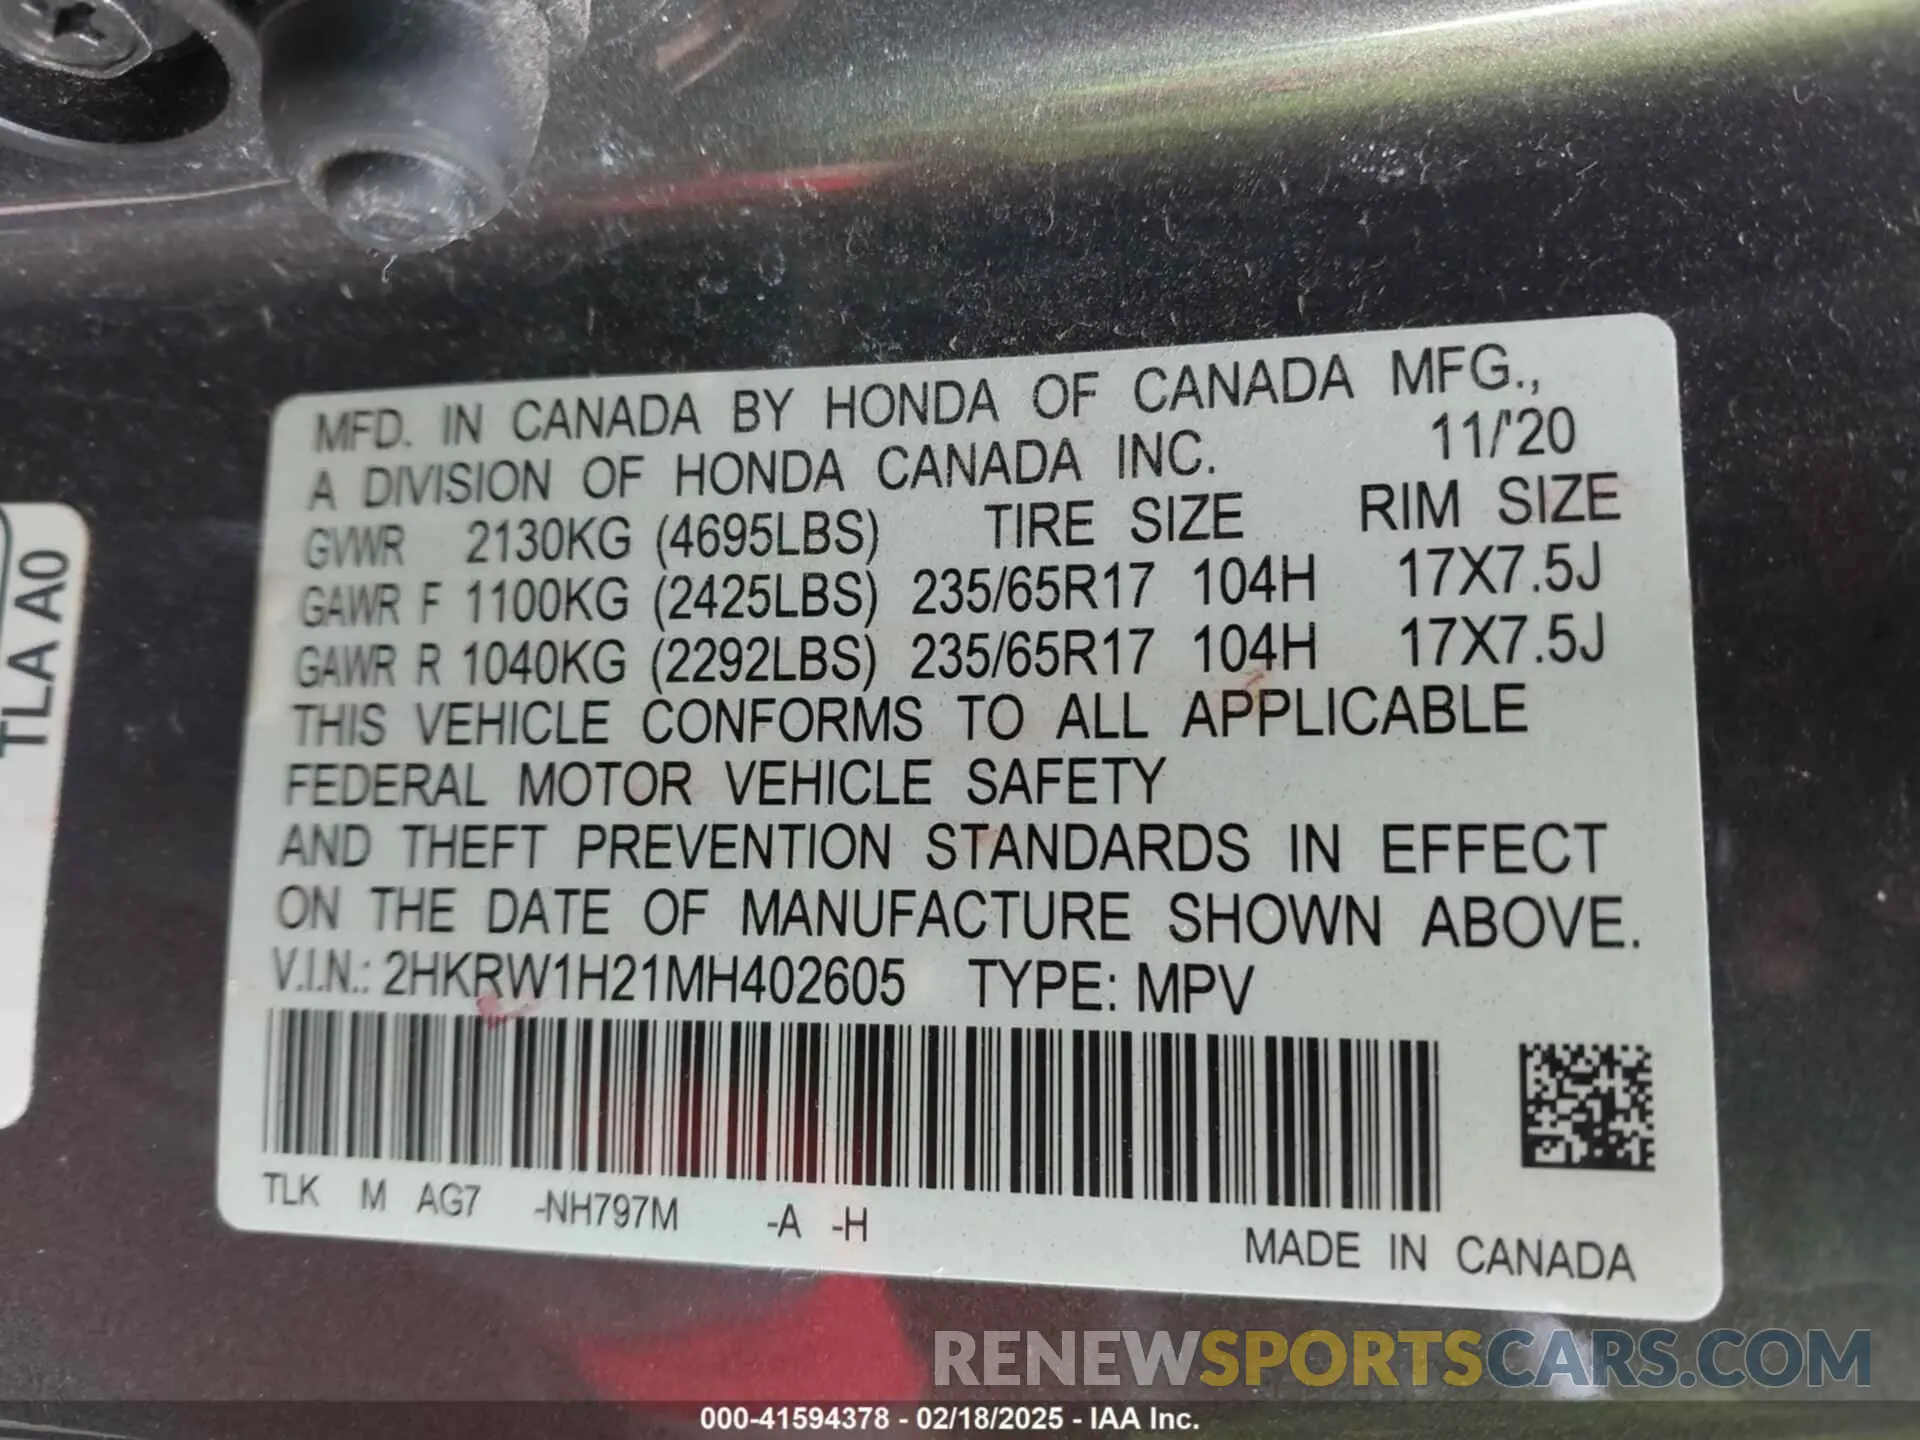 MFD. IN CANADA BY HONDA OF CANADA MFG.,
A DIVISION OF HONDA CANADA INC. 11/'20
GVWR 2130KG (4695LBS) TIRE SIZE RIM SIZE
GAWR F 1100KG (2425LBS) 235/65R17 104H 17X7.5J
GAWR R 1040KG (2292LBS) 235/65R17 104H 17X7.5J
THIS VEHICLE CONFORMS TO ALL APPLICABLE
FEDERAL MOTOR VEHICLE SAFETY
AND THEFT PREVENTION STANDARDS IN EFFECT
ON THE DATE OF MANUFACTURE SHOWN ABOVE.
V.I.N.: 2HKRW1H21MH402605 TYPE: MPV
TLK M AG7 -NH797M -A -H
MADE IN CANADA
TLA A0
RENEWSPORTSCARS.COM
000-41594378 - 02/18/2025 - IAA Inc.